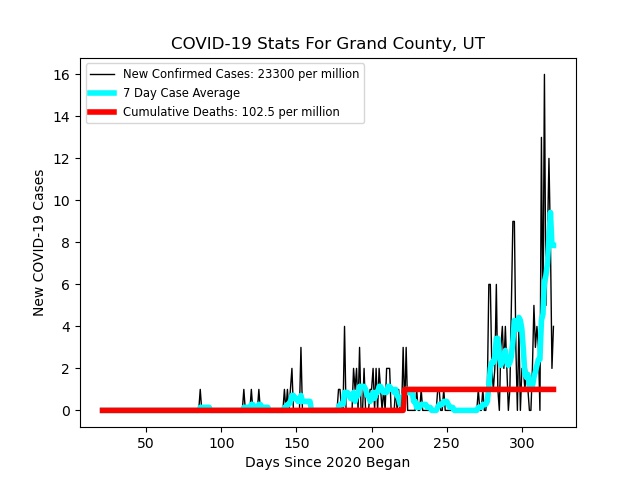 COVID-19 Stats For Grand County, UT
New Confirmed Cases: 23300 per million
7 Day Case Average
Cumulative Deaths: 102.5 per million
New COVID-19 Cases
16
14
12
10
8
6
4
2
0
50 100 150 200 250 300
Days Since 2020 Began